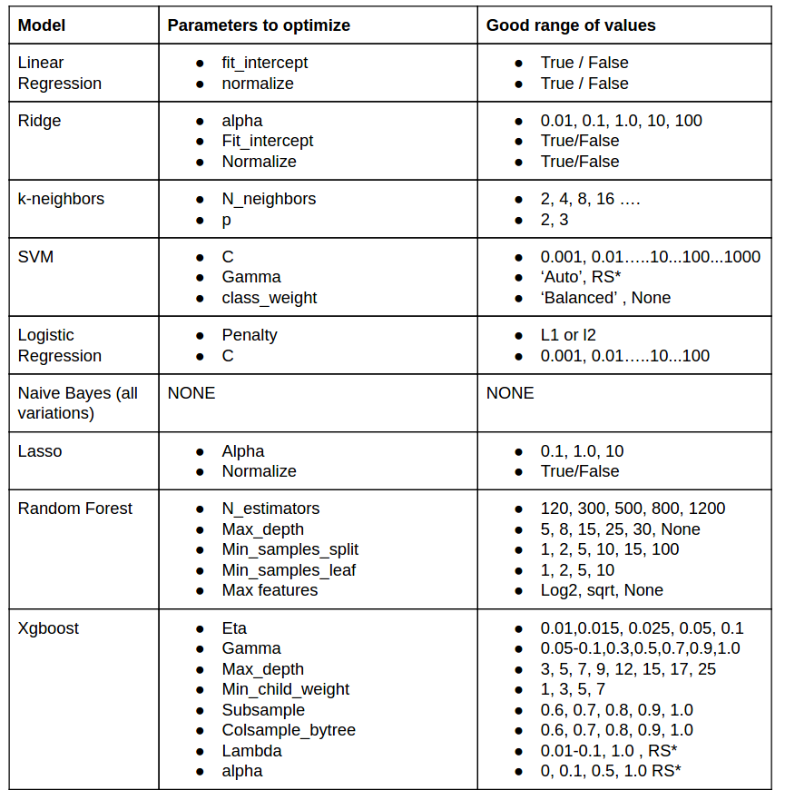 Model Parameters to optimize Good range of values
Linear Regression
● fit_intercept ● True / False
● normalize ● True / False
Ridge
● alpha ● 0.01, 0.1, 1.0, 10, 100
● Fit_intercept ● True/False
● Normalize ● True/False
k-neighbors
● N_neighbors ● 2, 4, 8, 16 ….
● p ● 2, 3
SVM
● C ● 0.001, 0.01…..10...100...1000
● Gamma ● ‘Auto’, RS*
● class_weight ● ‘Balanced’ , None
Logistic Regression
● Penalty ● L1 or l2
● C ● 0.001, 0.01…..10...100
Naive Bayes (all variations) NONE NONE
Lasso
● Alpha ● 0.1, 1.0, 10
● Normalize ● True/False
Random Forest
● N_estimators ● 120, 300, 500, 800, 1200
● Max_depth ● 5, 8, 15, 25, 30, None
● Min_samples_split ● 1, 2, 5, 10, 15, 100
● Min_samples_leaf ● 1, 2, 5, 10
● Max features ● Log2, sqrt, None
Xgboost
● Eta ● 0.01,0.015, 0.025, 0.05, 0.1
● Gamma ● 0.05-0.1,0.3,0.5,0.7,0.9,1.0
● Max_depth ● 3, 5, 7, 9, 12, 15, 17, 25
● Min_child_weight ● 1, 3, 5, 7
● Subsample ● 0.6, 0.7, 0.8, 0.9, 1.0
● Colsample_bytree ● 0.6, 0.7, 0.8, 0.9, 1.0
● Lambda ● 0.01-0.1, 1.0 , RS*
● alpha ● 0, 0.1, 0.5, 1.0 RS*